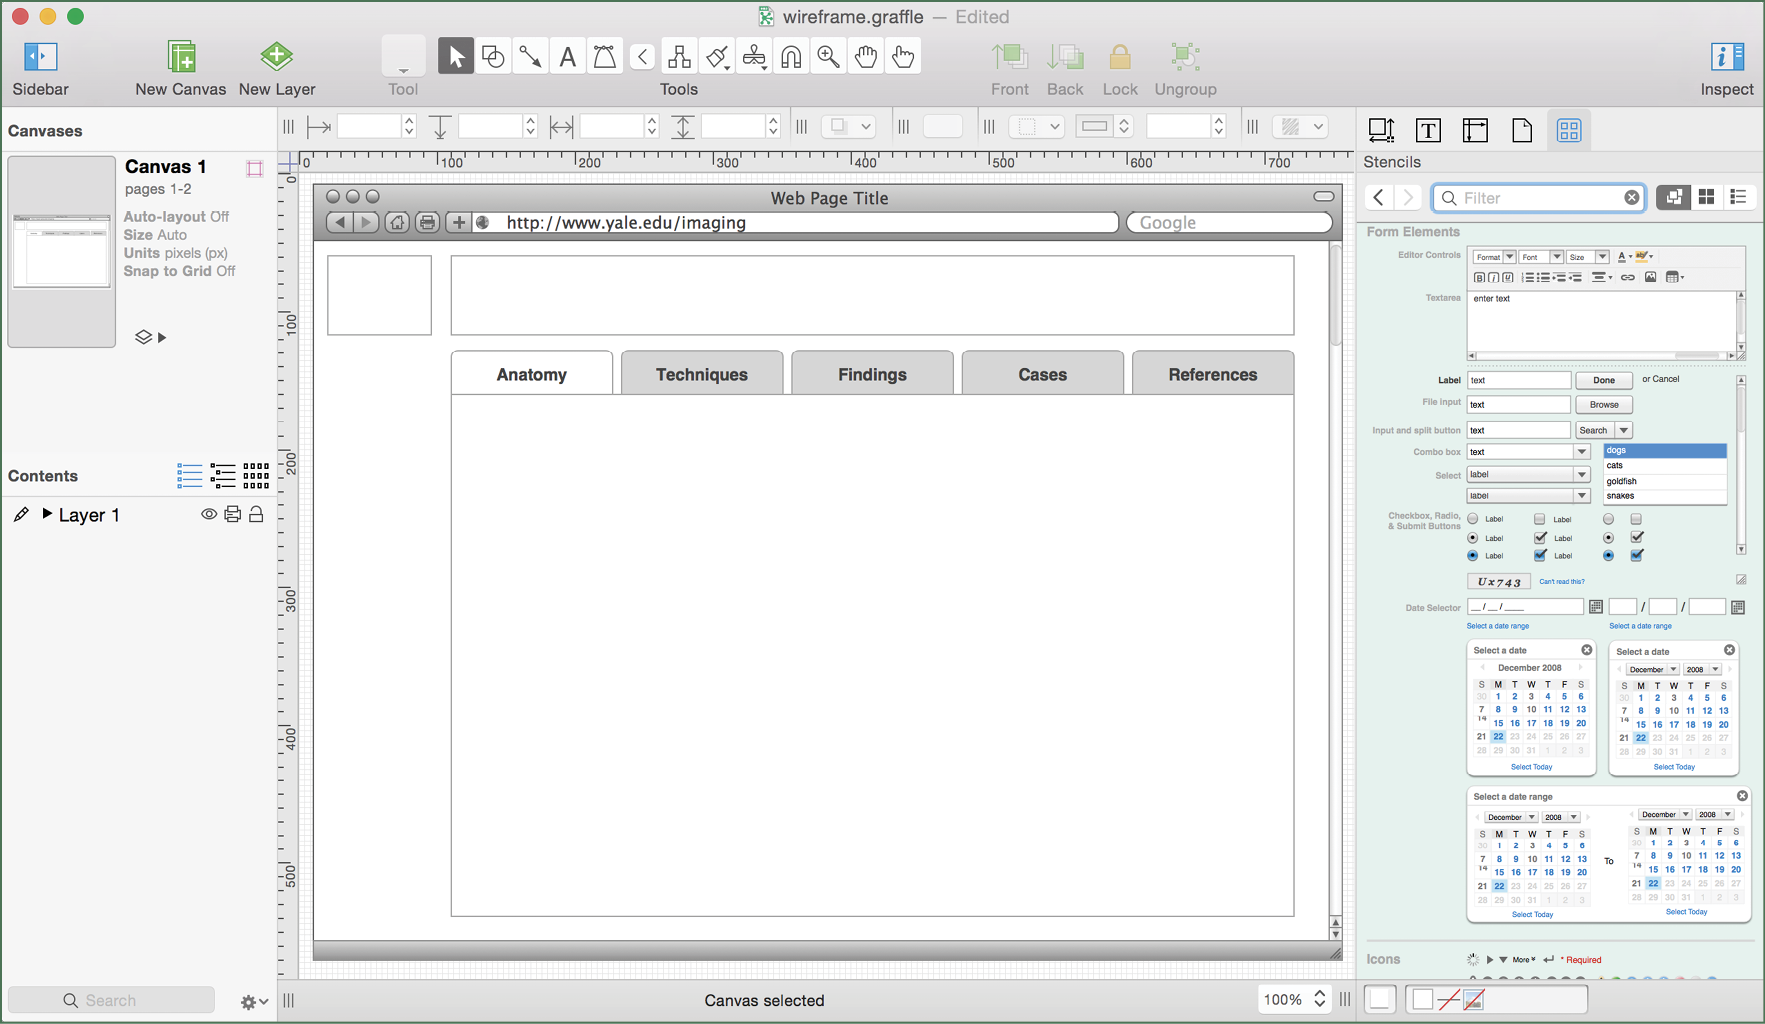 wireframe.graffle — Edited
Sidebar
New Canvas
New Layer
Tool
Tools
Front
Back
Lock
Ungroup
Inspect
Canvases
Canvas 1
pages 1-2
Auto-layout Off
Size Auto
Units pixels (px)
Snap to Grid Off
Contents
Layer 1
Search
0 100 200 300 400 500 600 700
0
100
200
300
400
500
Web Page Title
http://www.yale.edu/imaging
Google
Anatomy
Techniques
Findings
Cases
References
Canvas selected
100%
Stencils
Filter
Form Elements
Editor Controls
Format
Font
Size
Textarea
enter text
Label
text
Done
or Cancel
File input
text
Browse
Input and split button
text
Search
Combo box
text
dogs
cats
goldfish
snakes
Select
label
label
Checkbox, Radio,
& Submit Buttons
Label
Label
Label
Label
Label
Label
Ux743
Can't read this?
Date Selector
__/__/____
/ /
Select a date range
Select a date range
Select a date
December 2008
S M T W T F S
30 1 2 3 4 5 6
7 8 9 10 11 12 13
14 15 16 17 18 19 20
21 22 23 24 25 26 27
28 29 30 31 1 2 3
Select Today
Select a date
December 2008
S M T W T F S
30 1 2 3 4 5 6
7 8 9 10 11 12 13
14 15 16 17 18 19 20
21 22 23 24 25 26 27
28 29 30 31 1 2 3
Select Today
Select a date range
December 2008
S M T W T F S
30 1 2 3 4 5 6
7 8 9 10 11 12 13
14 15 16 17 18 19 20
21 22 23 24 25 26 27
28 29 30 31 1 2 3
Select Today
To
December 2008
S M T W T F S
30 1 2 3 4 5 6
7 8 9 10 11 12 13
14 15 16 17 18 19 20
21 22 23 24 25 26 27
28 29 30 31 1 2 3
Select Today
Icons
More
* Required